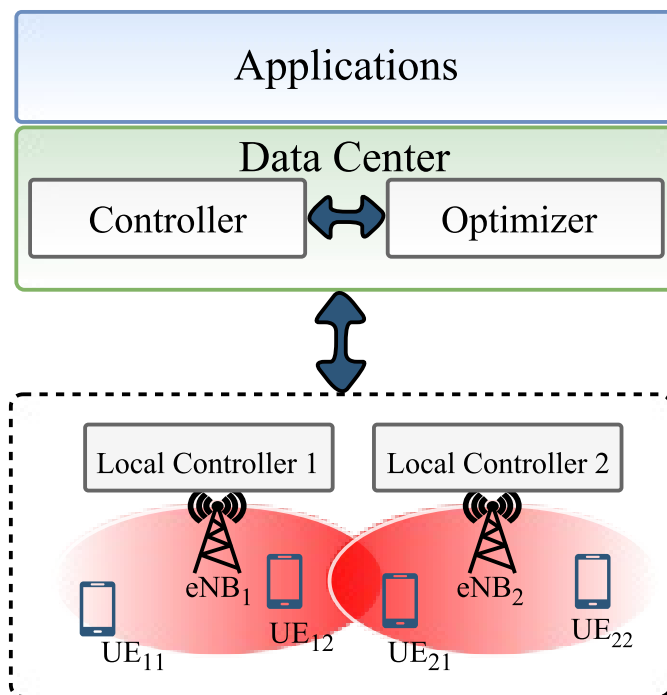 Applications
Data Center
Controller
Optimizer
Local Controller 1
Local Controller 2
eNB₁
eNB₂
UE₁₁
UE₁₂
UE₂₁
UE₂₂